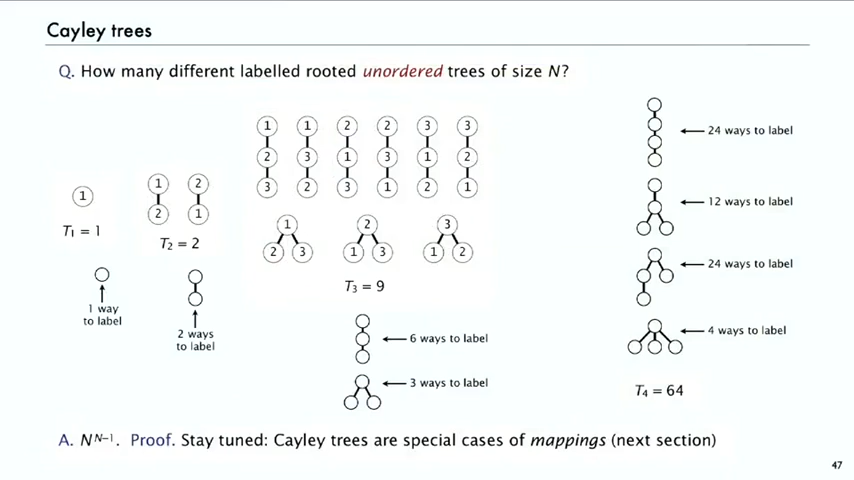 Cayley trees
Q. How many different labelled rooted unordered trees of size N?
1
T₁ = 1
1 way
to label
1 2
2 1
T₂ = 2
2 ways
to label
1 1 2 2 3 3
2 3 1 3 1 2
3 2 3 1 2 1
1 2 3
2 3 1 3 1 2
T₃ = 9
6 ways to label
3 ways to label
24 ways to label
12 ways to label
24 ways to label
4 ways to label
T₄ = 64
A. Nᴺ⁻¹. Proof. Stay tuned: Cayley trees are special cases of mappings (next section)
47